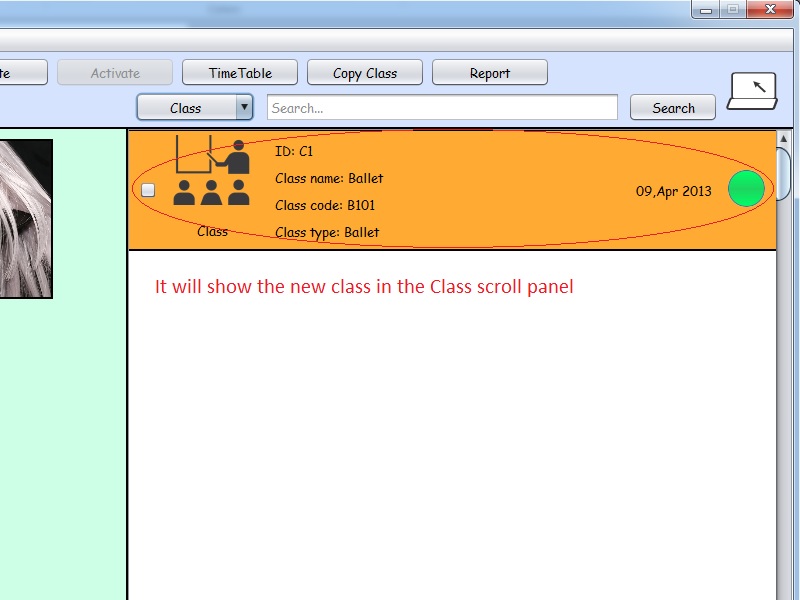 te Activate TimeTable Copy Class Report
Class Search... Search
ID: C1
Class name: Ballet
09,Apr 2013
Class code: B101
Class Class type: Ballet
It will show the new class in the Class scroll panel